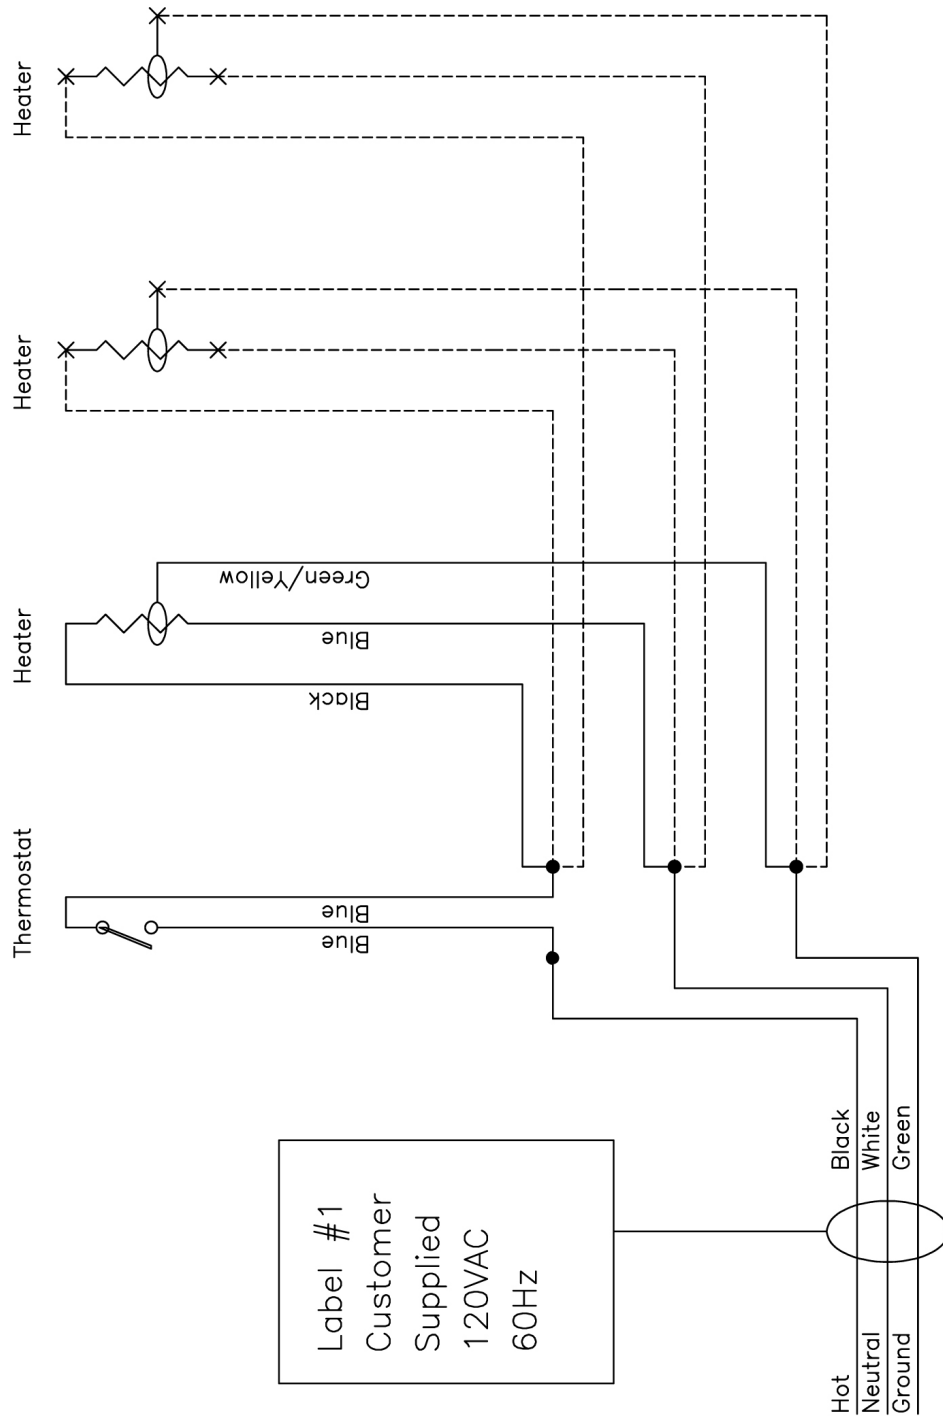 Label #1
Customer
Supplied
120VAC
60Hz
Hot
Neutral
Ground
Black
White
Green
Thermostat
Blue
Blue
Heater
Black
Blue
Green/Yellow
Heater
Heater